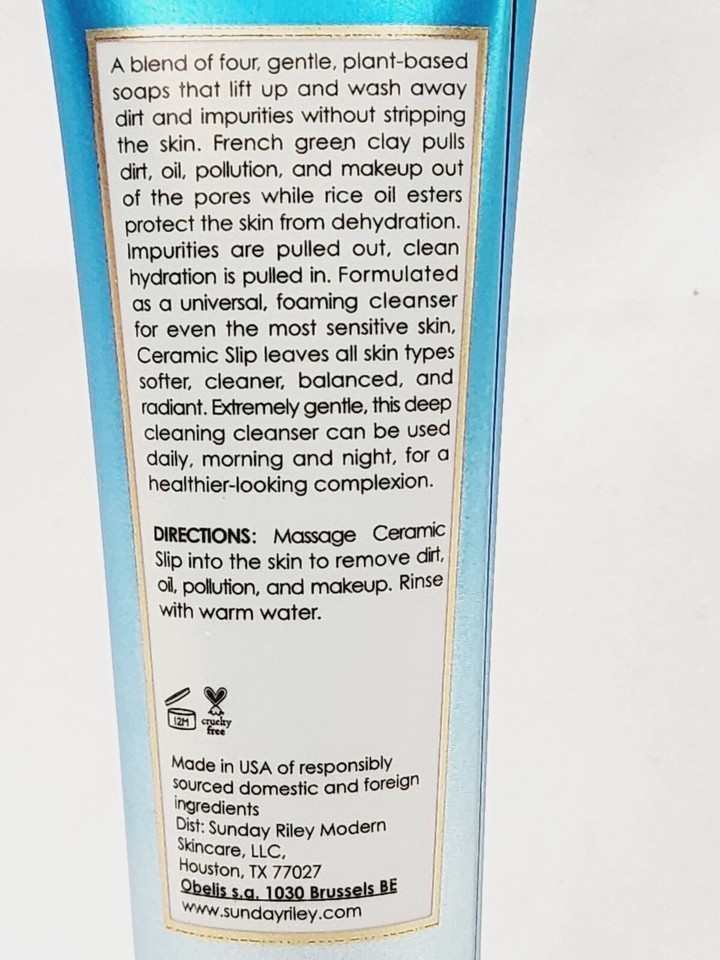 A blend of four, gentle, plant-based
soaps that lift up and wash away
dirt and impurities without stripping
the skin. French green clay pulls
dirt, oil, pollution, and makeup out
of the pores while rice oil esters
protect the skin from dehydration.
Impurities are pulled out, clean
hydration is pulled in. Formulated
as a universal, foaming cleanser
for even the most sensitive skin,
Ceramic Slip leaves all skin types
softer, cleaner, balanced, and
radiant. Extremely gentle, this deep
cleaning cleanser can be used
daily, morning and night, for a
healthier-looking complexion.
DIRECTIONS: Massage Ceramic
Slip into the skin to remove dirt,
oil, pollution, and makeup. Rinse
with warm water.
12M
cruelty
free
Made in USA of responsibly
sourced domestic and foreign
ingredients
Dist: Sunday Riley Modern
Skincare, LLC,
Houston, TX 77027
Obelis s.a. 1030 Brussels BE
www.sundayriley.com